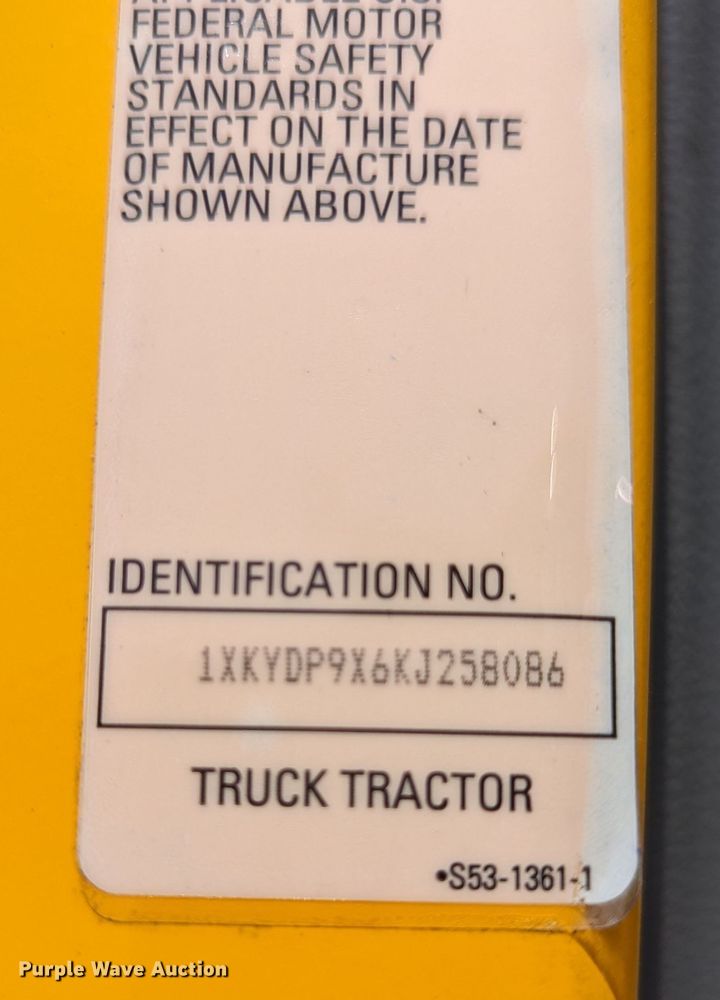 APPLICABLE U.S.
FEDERAL MOTOR
VEHICLE SAFETY
STANDARDS IN
EFFECT ON THE DATE
OF MANUFACTURE
SHOWN ABOVE.
IDENTIFICATION NO.
1XKYDP9X6KJ258086
TRUCK TRACTOR
•S53-1361-1
Purple Wave Auction